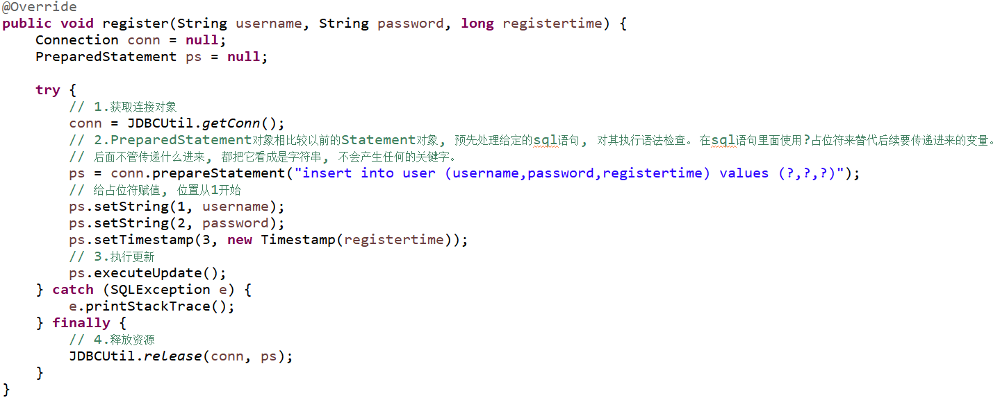 @Override
public void register(String username, String password, long registertime) {
    Connection conn = null;
    PreparedStatement ps = null;

    try {
        // 1.获取连接对象
        conn = JDBCUtil.getConn();
        // 2.PreparedStatement对象相比较以前的Statement对象, 预先处理给定的sql语句, 对其执行语法检查。在sql语句里面使用?占位符来替代后续要传递进来的变量。
        // 后面不管传递什么进来, 都把它看成是字符串, 不会产生任何的关键字。
        ps = conn.prepareStatement("insert into user (username,password,registertime) values (?,?,?)");
        // 给占位符赋值, 位置从1开始
        ps.setString(1, username);
        ps.setString(2, password);
        ps.setTimestamp(3, new Timestamp(registertime));
        // 3.执行更新
        ps.executeUpdate();
    } catch (SQLException e) {
        e.printStackTrace();
    } finally {
        // 4.释放资源
        JDBCUtil.release(conn, ps);
    }
}